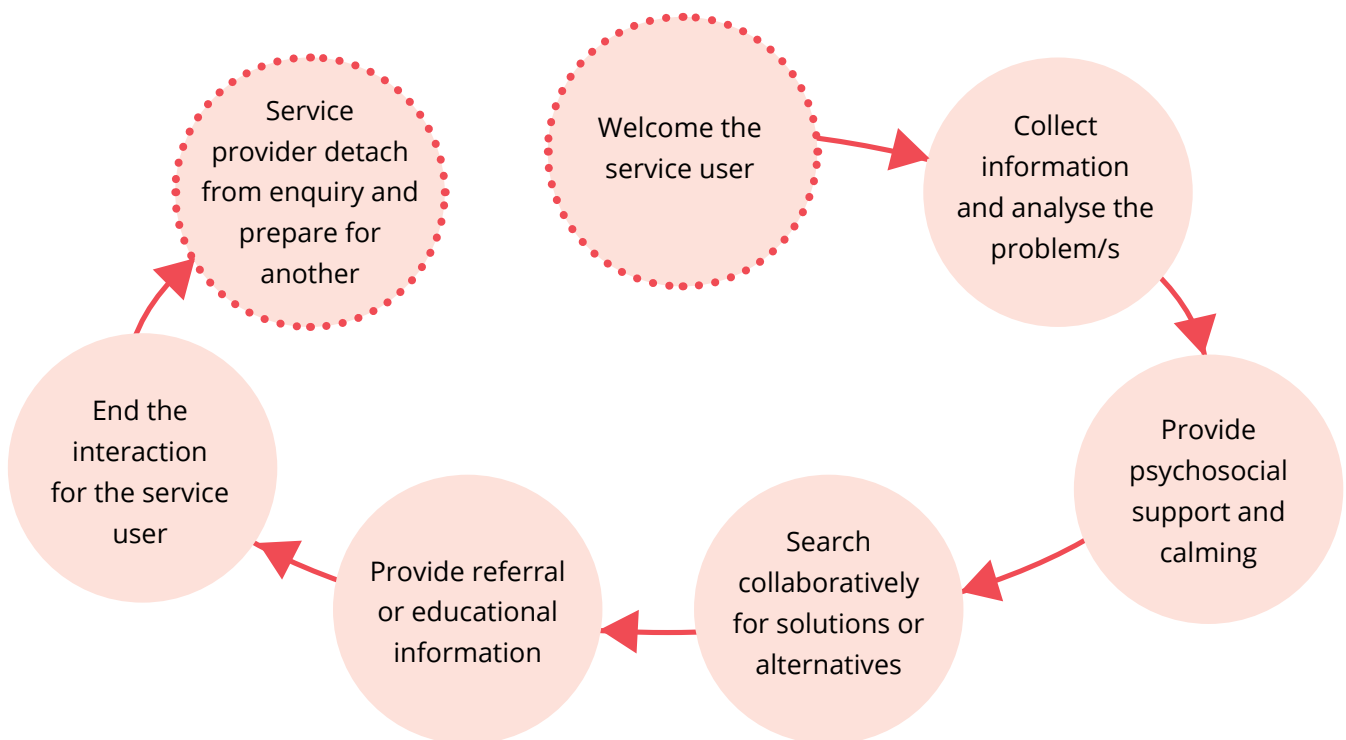 Welcome the
service user
Collect
information
and analyse the
problem/s
Provide
psychosocial
support and
calming
Search
collaboratively
for solutions or
alternatives
Provide referral
or educational
information
End the
interaction
for the service
user
Service
provider detach
from enquiry and
prepare for
another